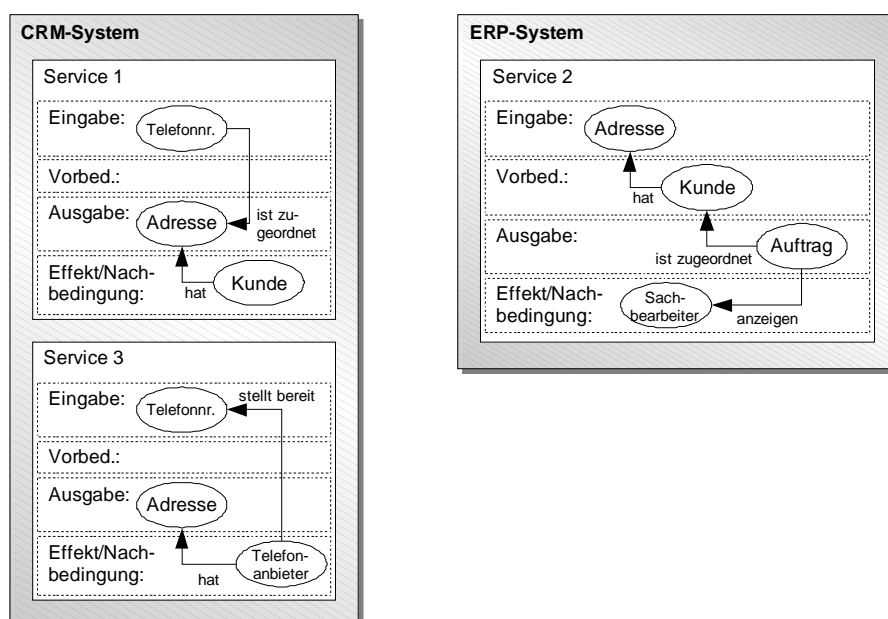 CRM-System
Service 1
Eingabe:
Telefonnr.
Vorbed.:
Ausgabe:
Adresse
ist zu-
geordnet
Effekt/Nach-
bedingung:
hat
Kunde
Service 3
Eingabe:
Telefonnr.
stellt bereit
Vorbed.:
Ausgabe:
Adresse
Effekt/Nach-
bedingung:
hat
Telefon-
anbieter
ERP-System
Service 2
Eingabe:
Adresse
Vorbed.:
hat
Kunde
Ausgabe:
ist zugeordnet
Auftrag
Effekt/Nach-
bedingung:
Sach-
bearbeiter
anzeigen